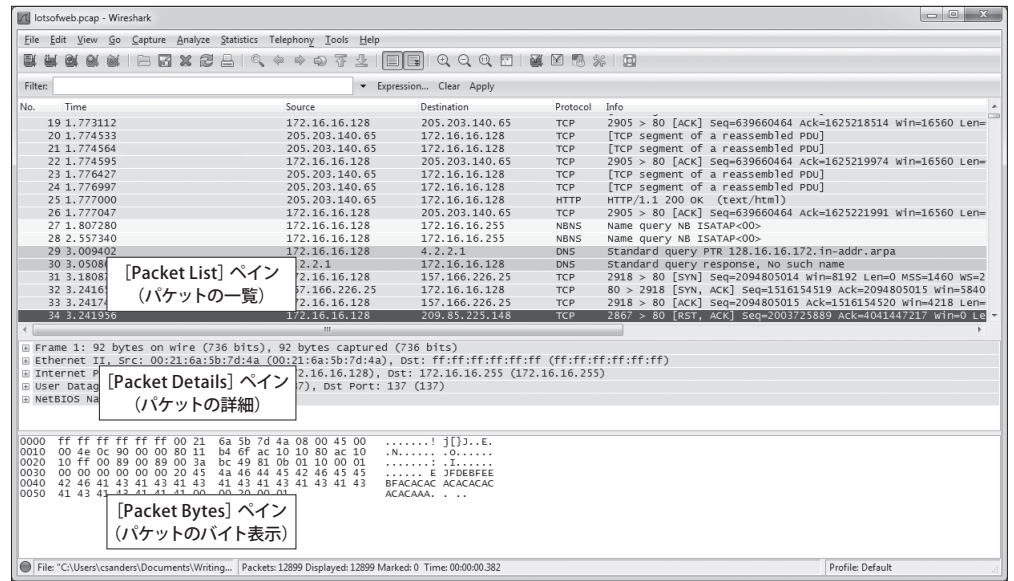 lotsofweb.pcap - Wireshark
File Edit View Go Capture Analyze Statistics Telephony Tools Help
Filter: Expression... Clear Apply
No. Time Source Destination Protocol Info
19 1.773112 172.16.16.128 205.203.140.65 TCP 2905 > 80 [ACK] Seq=639660464 Ack=1625218514 Win=16560 Len=
20 1.774533 205.203.140.65 172.16.16.128 TCP [TCP segment of a reassembled PDU]
21 1.774564 205.203.140.65 172.16.16.128 TCP [TCP segment of a reassembled PDU]
22 1.774595 172.16.16.128 205.203.140.65 TCP 2905 > 80 [ACK] Seq=639660464 Ack=1625219974 Win=16560 Len=
23 1.776427 205.203.140.65 172.16.16.128 TCP [TCP segment of a reassembled PDU]
24 1.776997 205.203.140.65 172.16.16.128 TCP [TCP segment of a reassembled PDU]
25 1.777000 205.203.140.65 172.16.16.128 HTTP HTTP/1.1 200 OK (text/html)
26 1.777047 172.16.16.128 205.203.140.65 TCP 2905 > 80 [ACK] Seq=639660464 Ack=1625221991 Win=16560 Len=
27 1.807280 172.16.16.128 172.16.16.255 NBNS Name query NB ISATAP<00>
28 2.557340 172.16.16.128 172.16.16.255 NBNS Name query NB ISATAP<00>
29 3.009402 172.16.16.128 4.2.2.1 DNS Standard query PTR 128.16.16.172.in-addr.arpa
30 3.05086 .2.2.1 172.16.16.128 DNS Standard query response, No such name
31 3.18087 72.16.16.128 157.166.226.25 TCP 2918 > 80 [SYN] Seq=2094805014 Win=8192 Len=0 MSS=1460 WS=2
32 3.2416 57.166.226.25 172.16.16.128 TCP 80 > 2918 [SYN, ACK] Seq=1516154519 Ack=2094805015 Win=5840
33 3.24174 72.16.16.128 157.166.226.25 TCP 2918 > 80 [ACK] Seq=2094805015 Ack=1516154520 Win=4218 Len=
34 3.241956 172.16.16.128 209.85.225.148 TCP 2867 > 80 [RST, ACK] Seq=2003725889 Ack=4041447217 Win=0 Le
[Packet List] ペイン
(パケットの一覧)
Frame 1: 92 bytes on wire (736 bits), 92 bytes captured (736 bits)
Ethernet II, Src: 00:21:6a:5b:7d:4a (00:21:6a:5b:7d:4a), Dst: ff:ff:ff:ff:ff:ff (ff:ff:ff:ff:ff:ff)
Internet P 2.16.16.128), Dst: 172.16.16.255 (172.16.16.255)
User Datag 7), Dst Port: 137 (137)
NetBIOS Na
[Packet Details] ペイン
(パケットの詳細)
0000 ff ff ff ff ff ff 00 21 6a 5b 7d 4a 08 00 45 00 .......! j[}J..E.
0010 00 4e 0c 90 00 00 80 11 b4 6f ac 10 10 80 ac 10 .N...... .o......
0020 10 ff 00 89 00 89 00 3a bc 49 81 0b 01 10 00 01 .......: .I......
0030 00 00 00 00 00 00 20 45 4a 46 44 45 42 46 45 45 ...... E JFDEBFEE
0040 42 46 41 43 41 43 41 43 41 43 41 43 41 43 41 43 BFACACAC ACACACAC
0050 41 43 41 43 41 41 41 00 00 20 00 01 ACACAAA. . ..
[Packet Bytes] ペイン
(パケットのバイト表示)
File: "C:\Users\csanders\Documents\Writing... Packets: 12899 Displayed: 12899 Marked: 0 Time: 00:00:00.382 Profile: Default